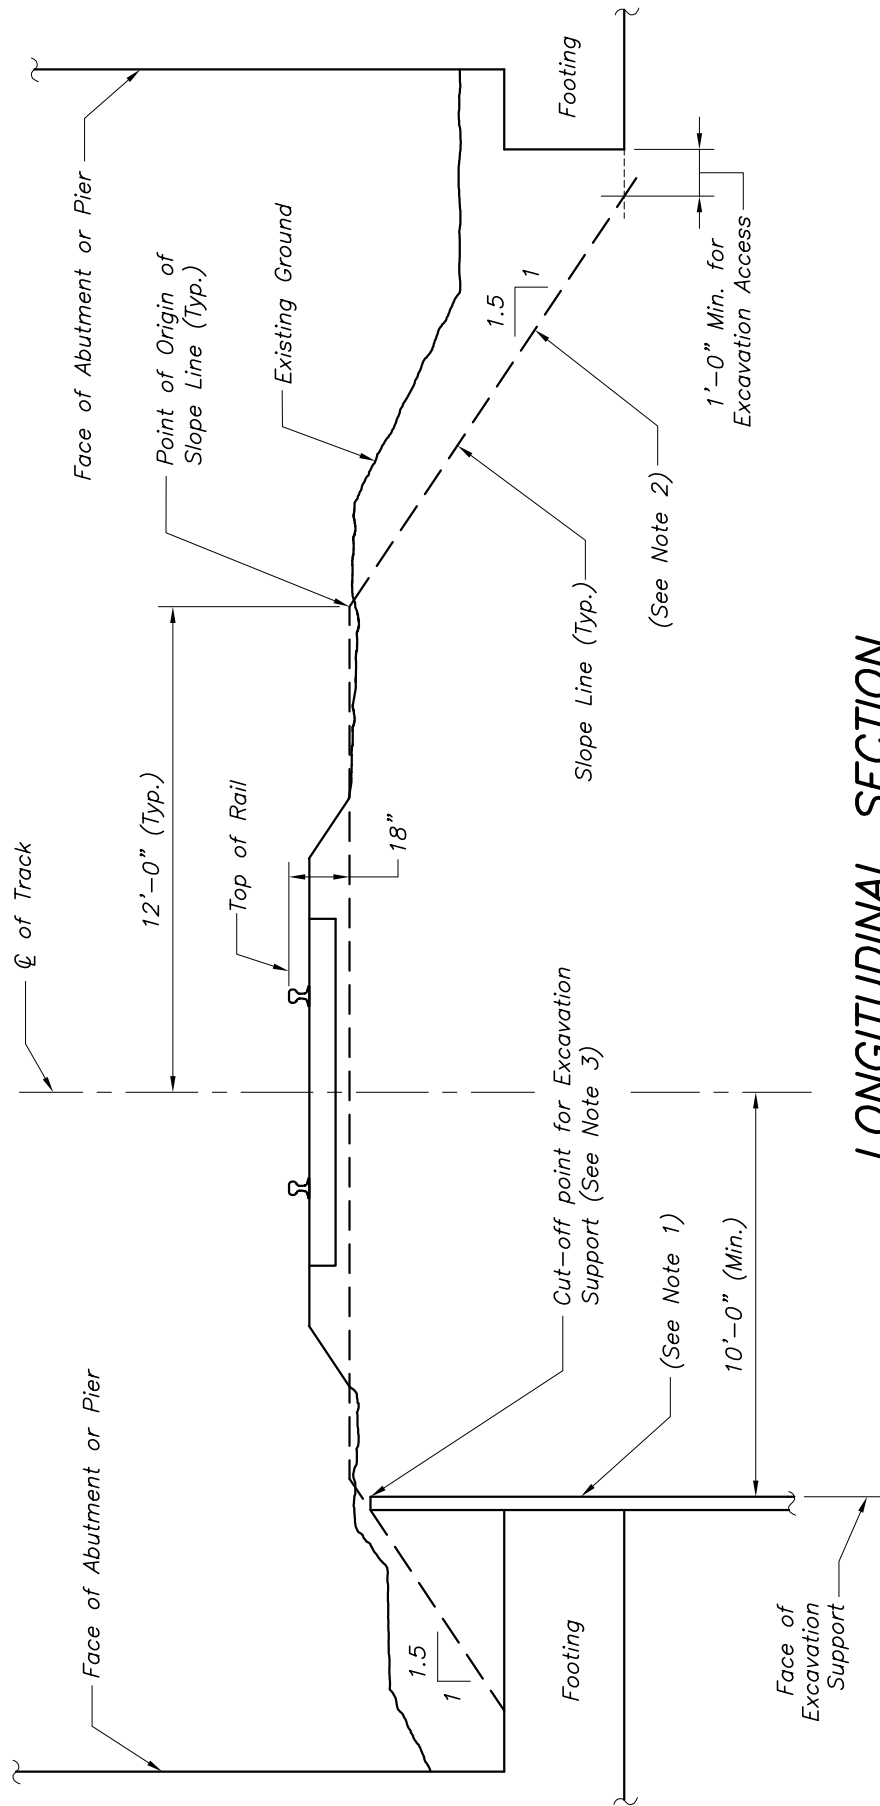 Face of Abutment or Pier
℄ of Track
12'-0" (Typ.)
Top of Rail
18"
Face of Abutment or Pier
Point of Origin of
Slope Line (Typ.)
Existing Ground
1.5
1
Footing
1.5
1
Footing
Cut-off point for Excavation
Support (See Note 3)
(See Note 1)
10'-0" (Min.)
Face of
Excavation
Support
Slope Line (Typ.)
(See Note 2)
1'-0" Min. for
Excavation Access
LONGITUDINAL SECTION